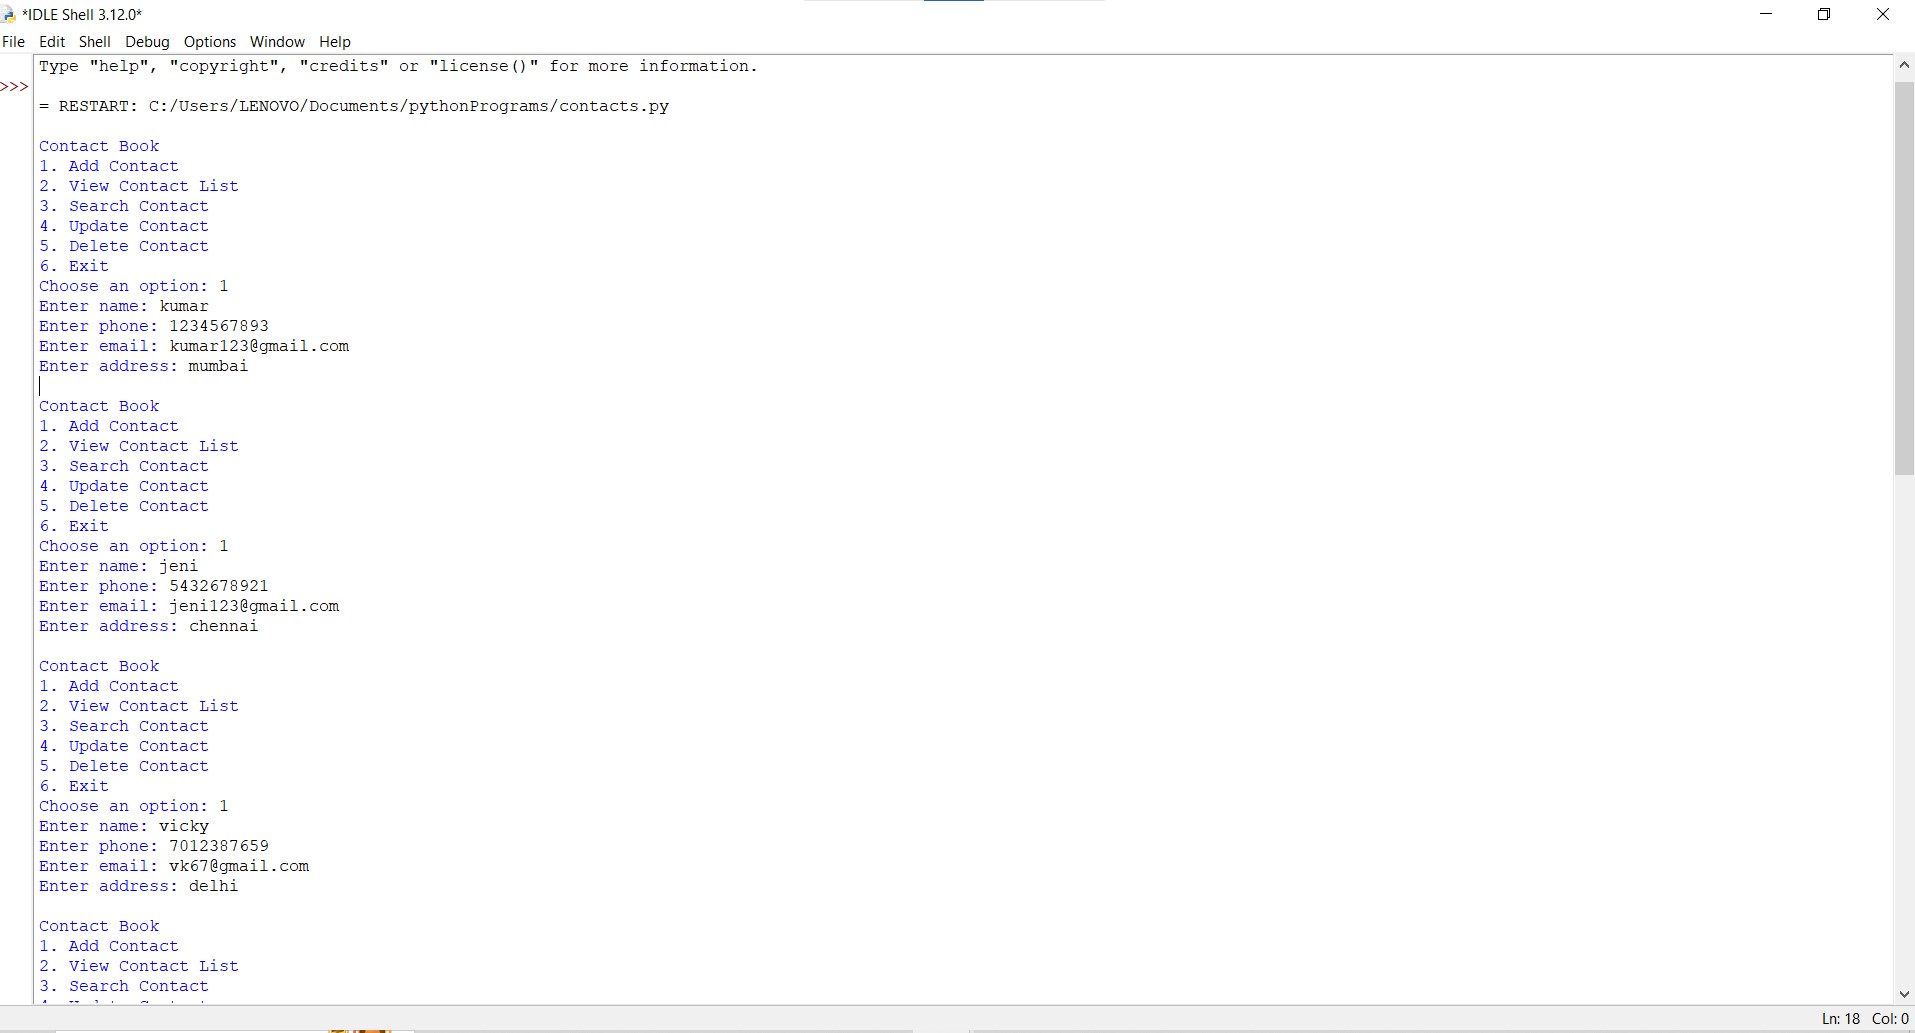 *IDLE Shell 3.12.0*
File Edit Shell Debug Options Window Help
Type "help", "copyright", "credits" or "license()" for more information.
>>>
= RESTART: C:/Users/LENOVO/Documents/pythonPrograms/contacts.py
Contact Book
1. Add Contact
2. View Contact List
3. Search Contact
4. Update Contact
5. Delete Contact
6. Exit
Choose an option: 1
Enter name: kumar
Enter phone: 1234567893
Enter email: kumar123@gmail.com
Enter address: mumbai
Contact Book
1. Add Contact
2. View Contact List
3. Search Contact
4. Update Contact
5. Delete Contact
6. Exit
Choose an option: 1
Enter name: jeni
Enter phone: 5432678921
Enter email: jeni123@gmail.com
Enter address: chennai
Contact Book
1. Add Contact
2. View Contact List
3. Search Contact
4. Update Contact
5. Delete Contact
6. Exit
Choose an option: 1
Enter name: vicky
Enter phone: 7012387659
Enter email: vk67@gmail.com
Enter address: delhi
Contact Book
1. Add Contact
2. View Contact List
3. Search Contact
Ln: 18 Col: 0